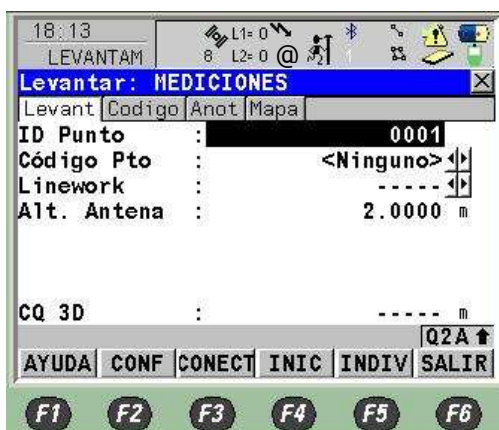 18:13
LEVANTAM
L1= 0
8 L2= 0 @ 1
Levantar: MEDICIONES
Levant Codigo Anot Mapa
ID Punto : 0001
Código Pto : <Ninguno>
Linework : -----
Alt. Antena : 2.0000 m
CQ 3D : ----- m
Q2A
AYUDA CONF CONECT INIC INDIV SALIR
F1 F2 F3 F4 F5 F6